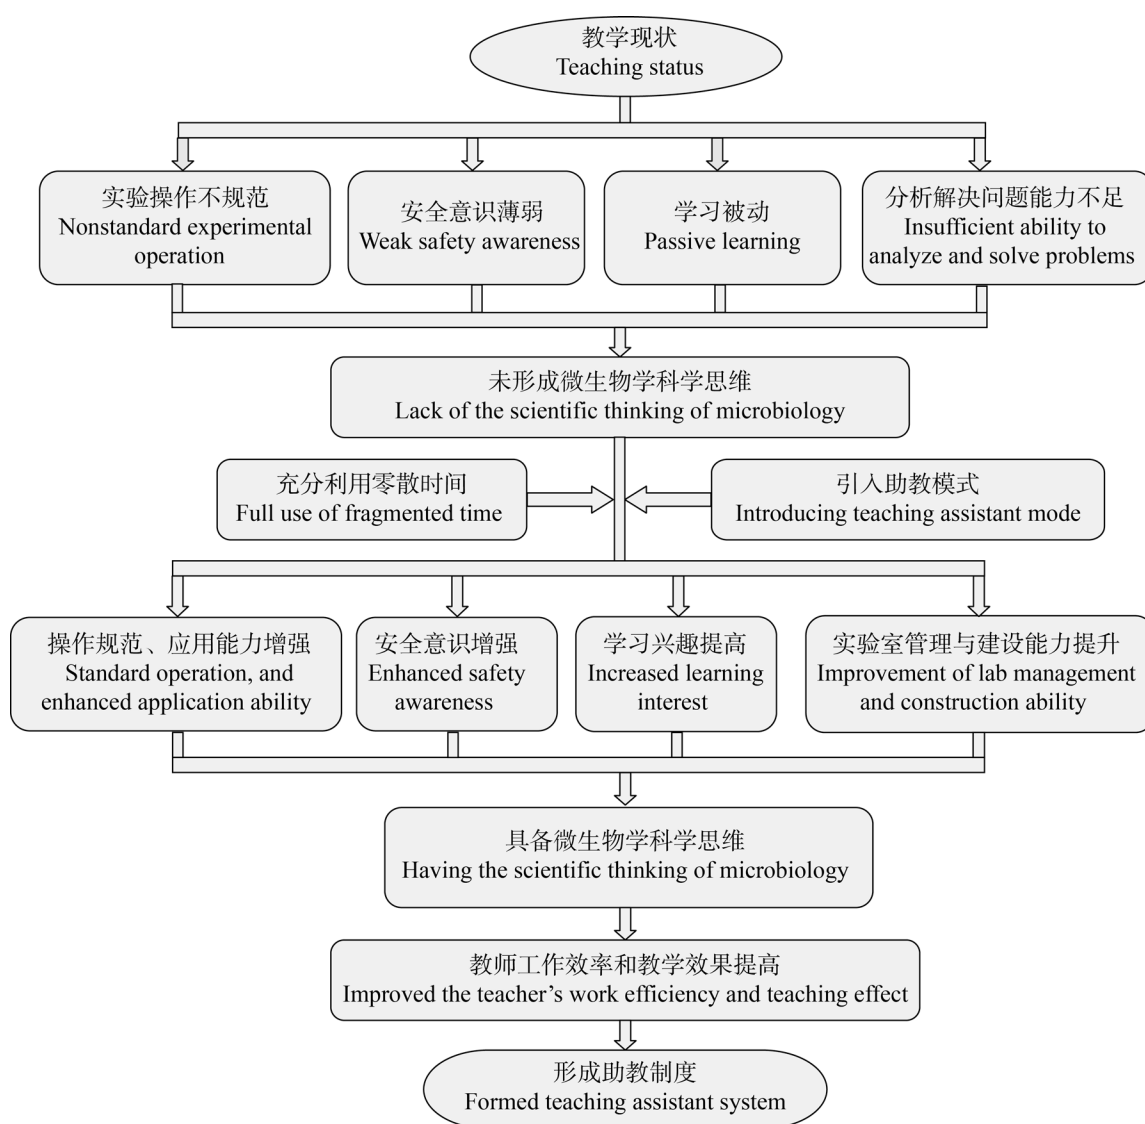 教学现状
Teaching status
实验操作不规范
Nonstandard experimental
operation
安全意识薄弱
Weak safety awareness
学习被动
Passive learning
分析解决问题能力不足
Insufficient ability to
analyze and solve problems
未形成微生物学科学思维
Lack of the scientific thinking of microbiology
充分利用零散时间
Full use of fragmented time
引入助教模式
Introducing teaching assistant mode
操作规范、应用能力增强
Standard operation, and
enhanced application ability
安全意识增强
Enhanced safety
awareness
学习兴趣提高
Increased learning
interest
实验室管理与建设能力提升
Improvement of lab management
and construction ability
具备微生物学科学思维
Having the scientific thinking of microbiology
教师工作效率和教学效果提高
Improved the teacher’s work efficiency and teaching effect
形成助教制度
Formed teaching assistant system